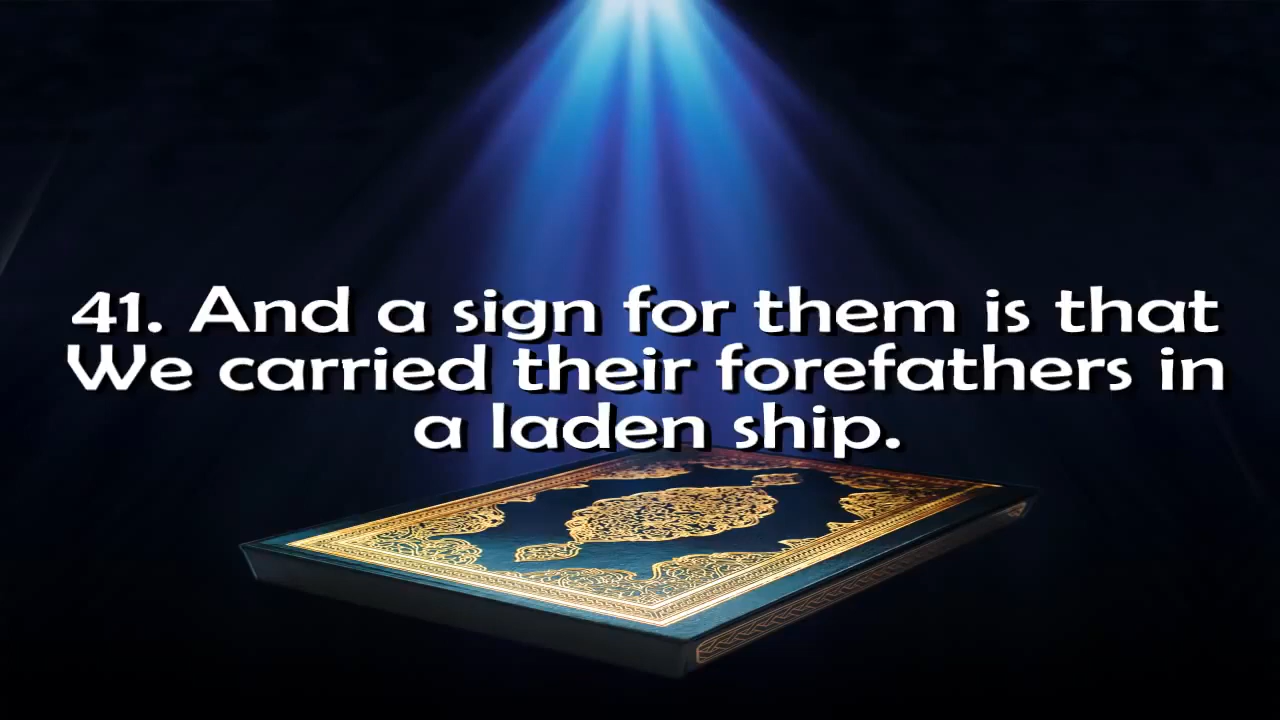 41. And a sign for them is that
We carried their forefathers in
a laden ship.